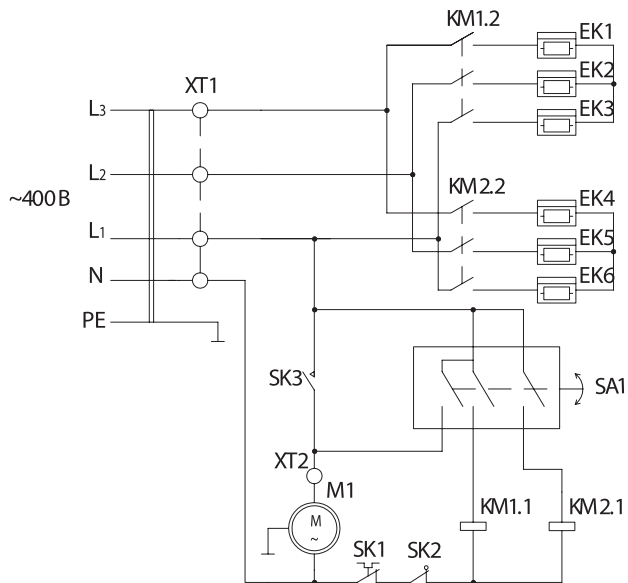 KM1.2
EK1
EK2
EK3
XT1
L3
L2
KM2.2
EK4
~400В
L1
EK5
N
EK6
PE
SK3
SA1
XT2
M1
M
~
KM1.1
KM2.1
SK1
SK2